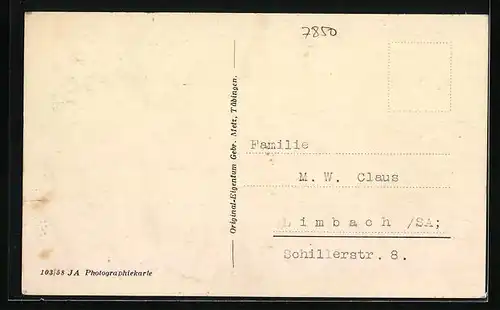 7850
Original-Eigentum Gebr. Metz, Tübingen.
Familie
M. W. Claus
Limbach /SA;
Schillerstr. 8.
103/58 JA Photographiekarte